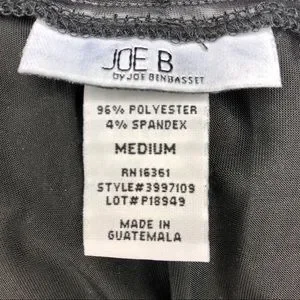 JOE B
by JOE BENBASSET
96% POLYESTER
4% SPANDEX
MEDIUM
RN16361
STYLE#3997109
LOT#P18949
MADE IN
GUATEMALA